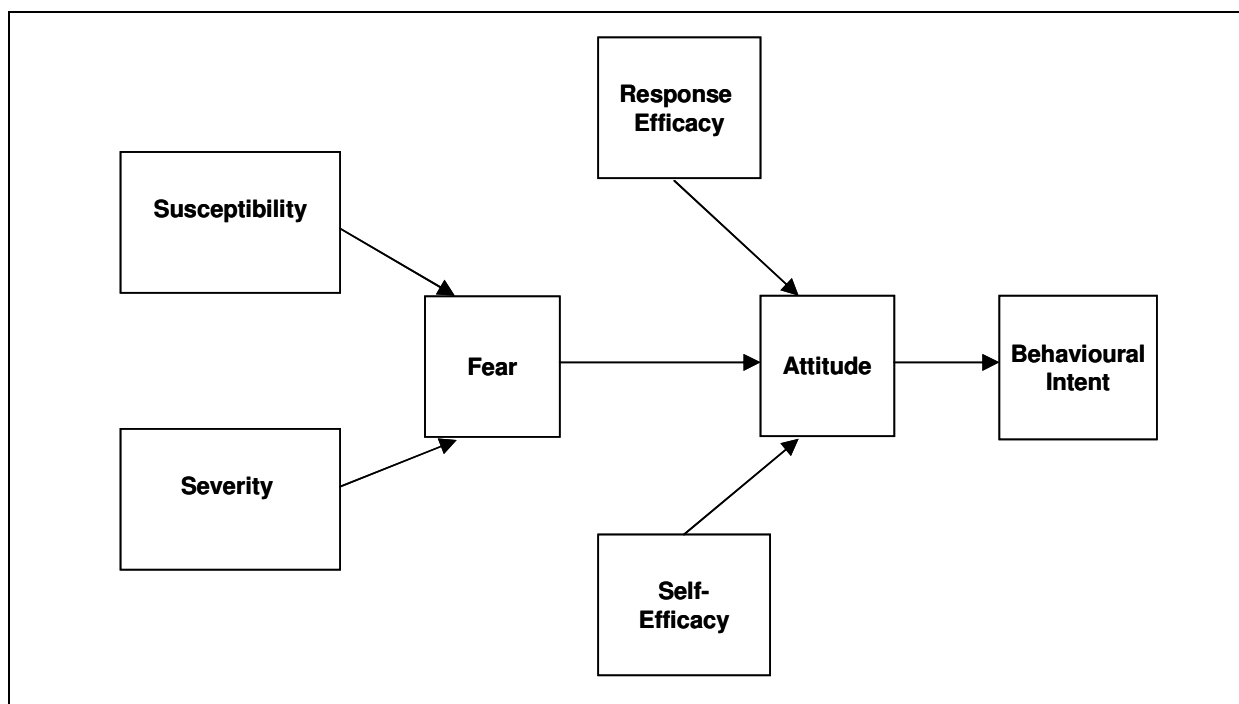 Response
Efficacy
Susceptibility
Fear
Attitude
Behavioural
Intent
Severity
Self-
Efficacy